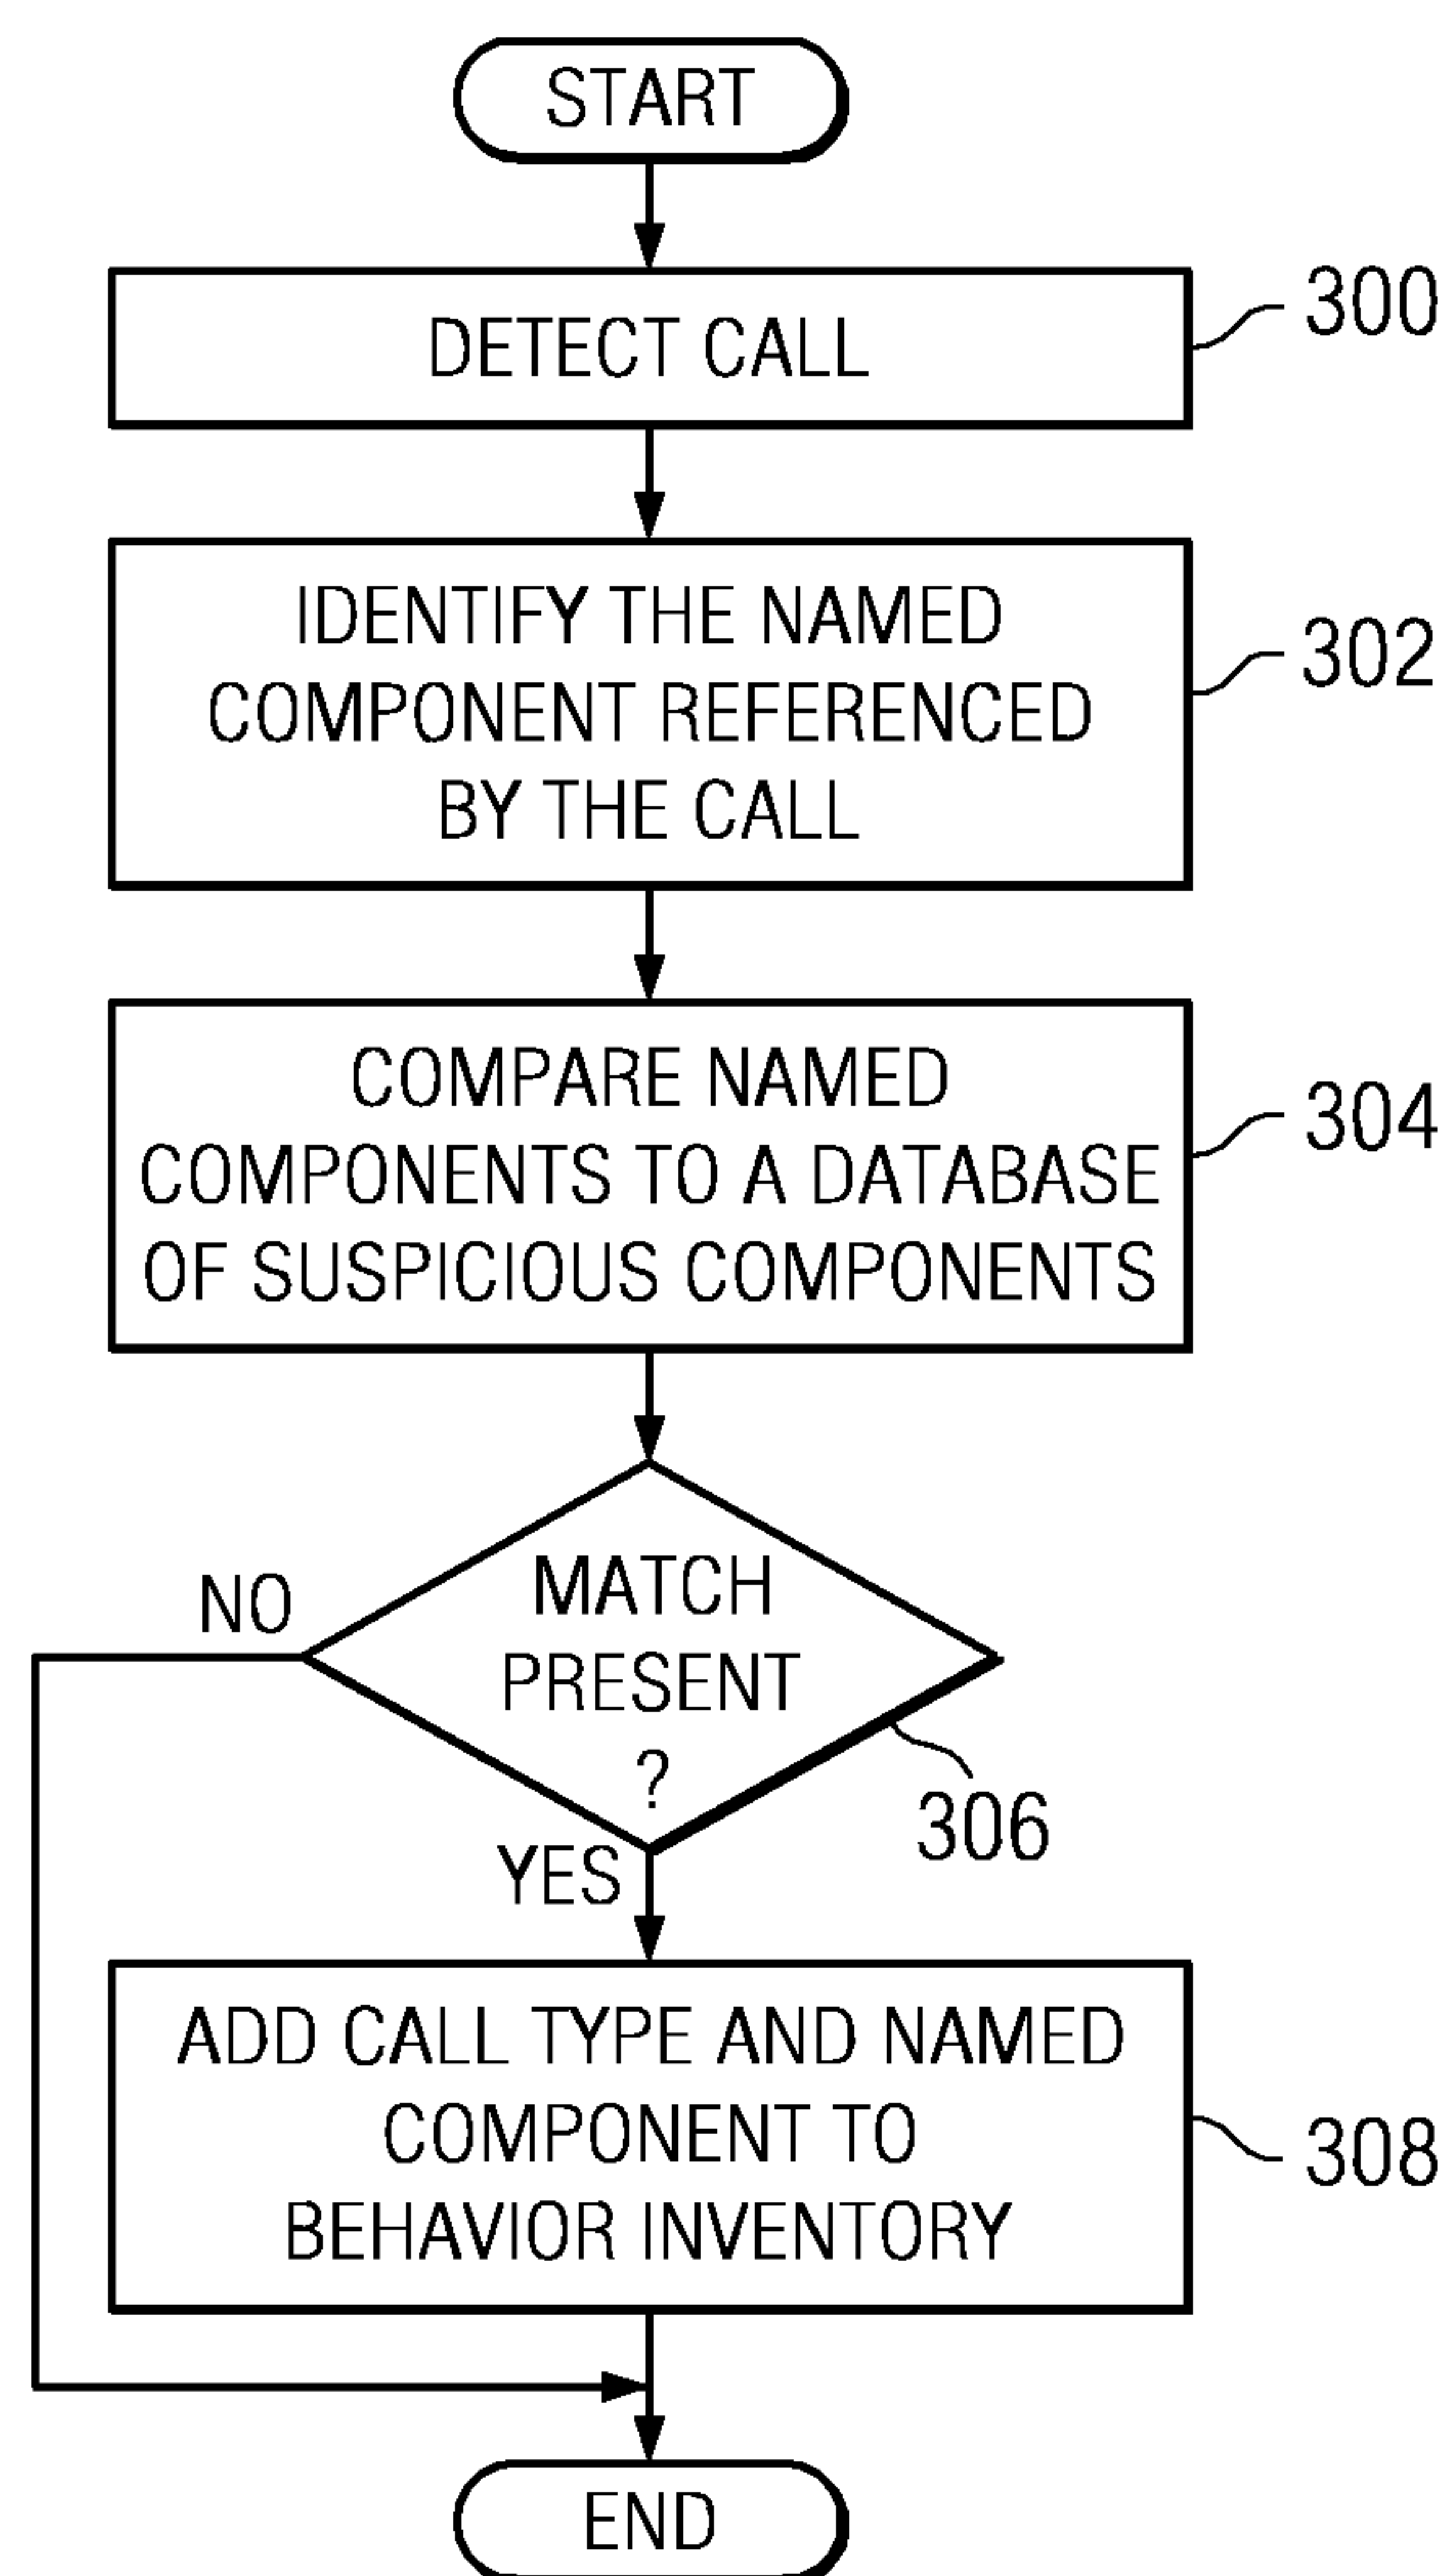 START
DETECT CALL
300
IDENTIFY THE NAMED
COMPONENT REFERENCED
BY THE CALL
302
COMPARE NAMED
COMPONENTS TO A DATABASE
OF SUSPICIOUS COMPONENTS
304
MATCH
PRESENT
?
NO
306
YES
ADD CALL TYPE AND NAMED
COMPONENT TO
BEHAVIOR INVENTORY
308
END